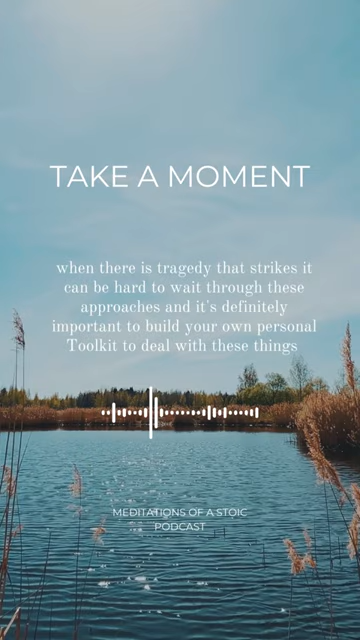 TAKE A MOMENT
when there is tragedy that strikes it
can be hard to wait through these
approaches and it's definitely
important to build your own personal
Toolkit to deal with these things
MEDITATIONS OF A STOIC
PODCAST